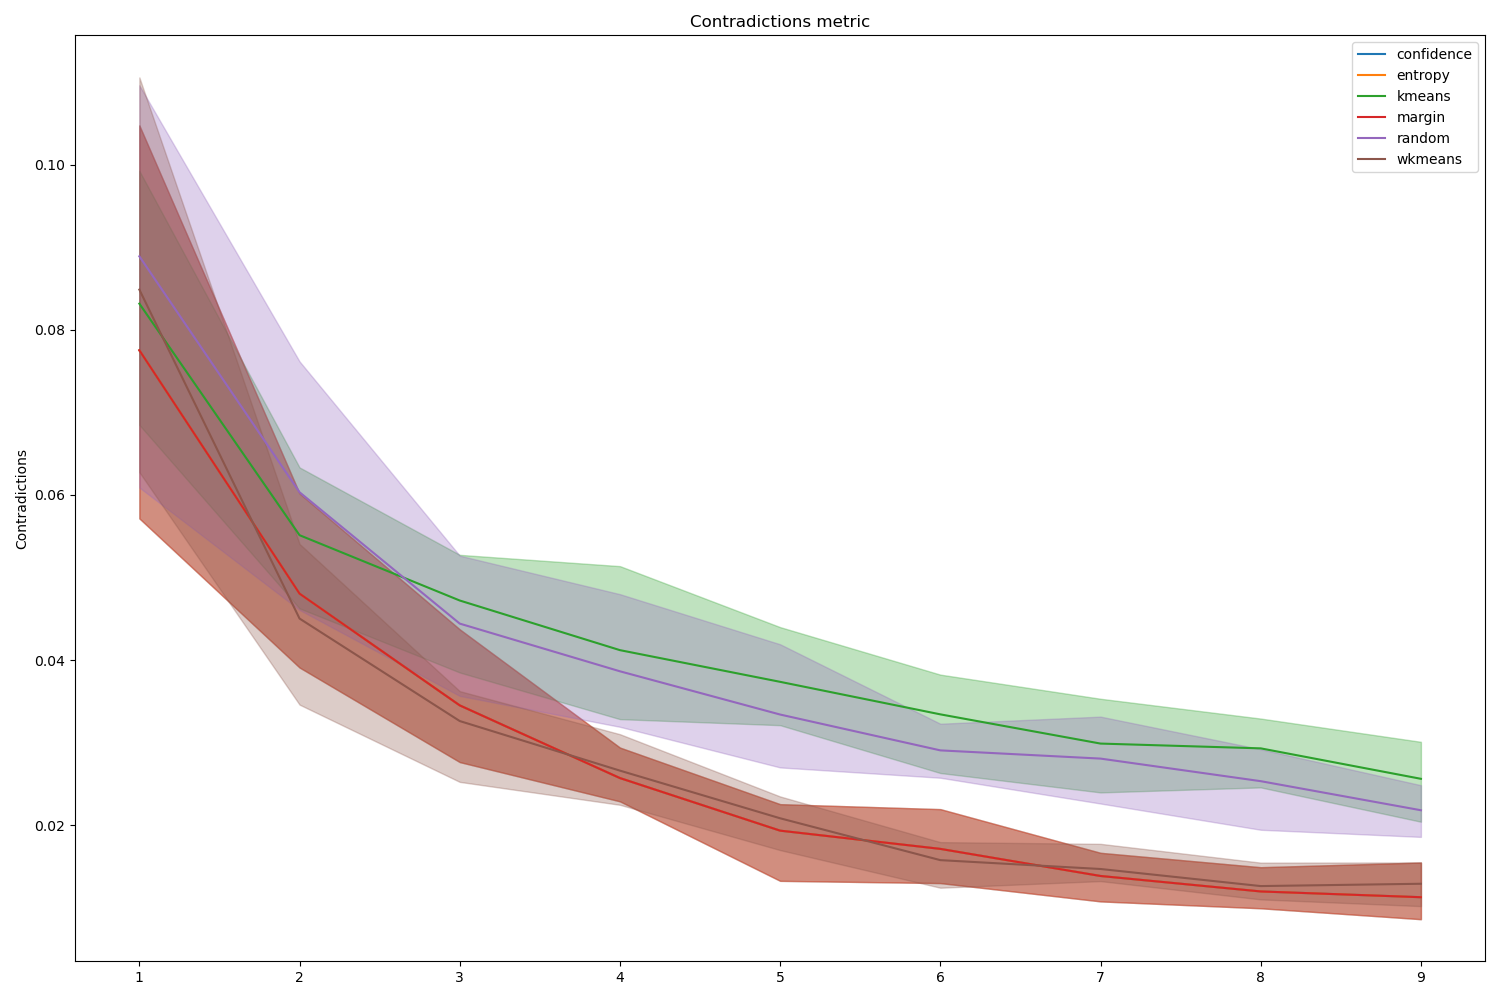 Contradictions metric
confidence
entropy
kmeans
margin
random
wkmeans
0.10
0.08
0.06
0.04
0.02
Contradictions
1 2 3 4 5 6 7 8 9